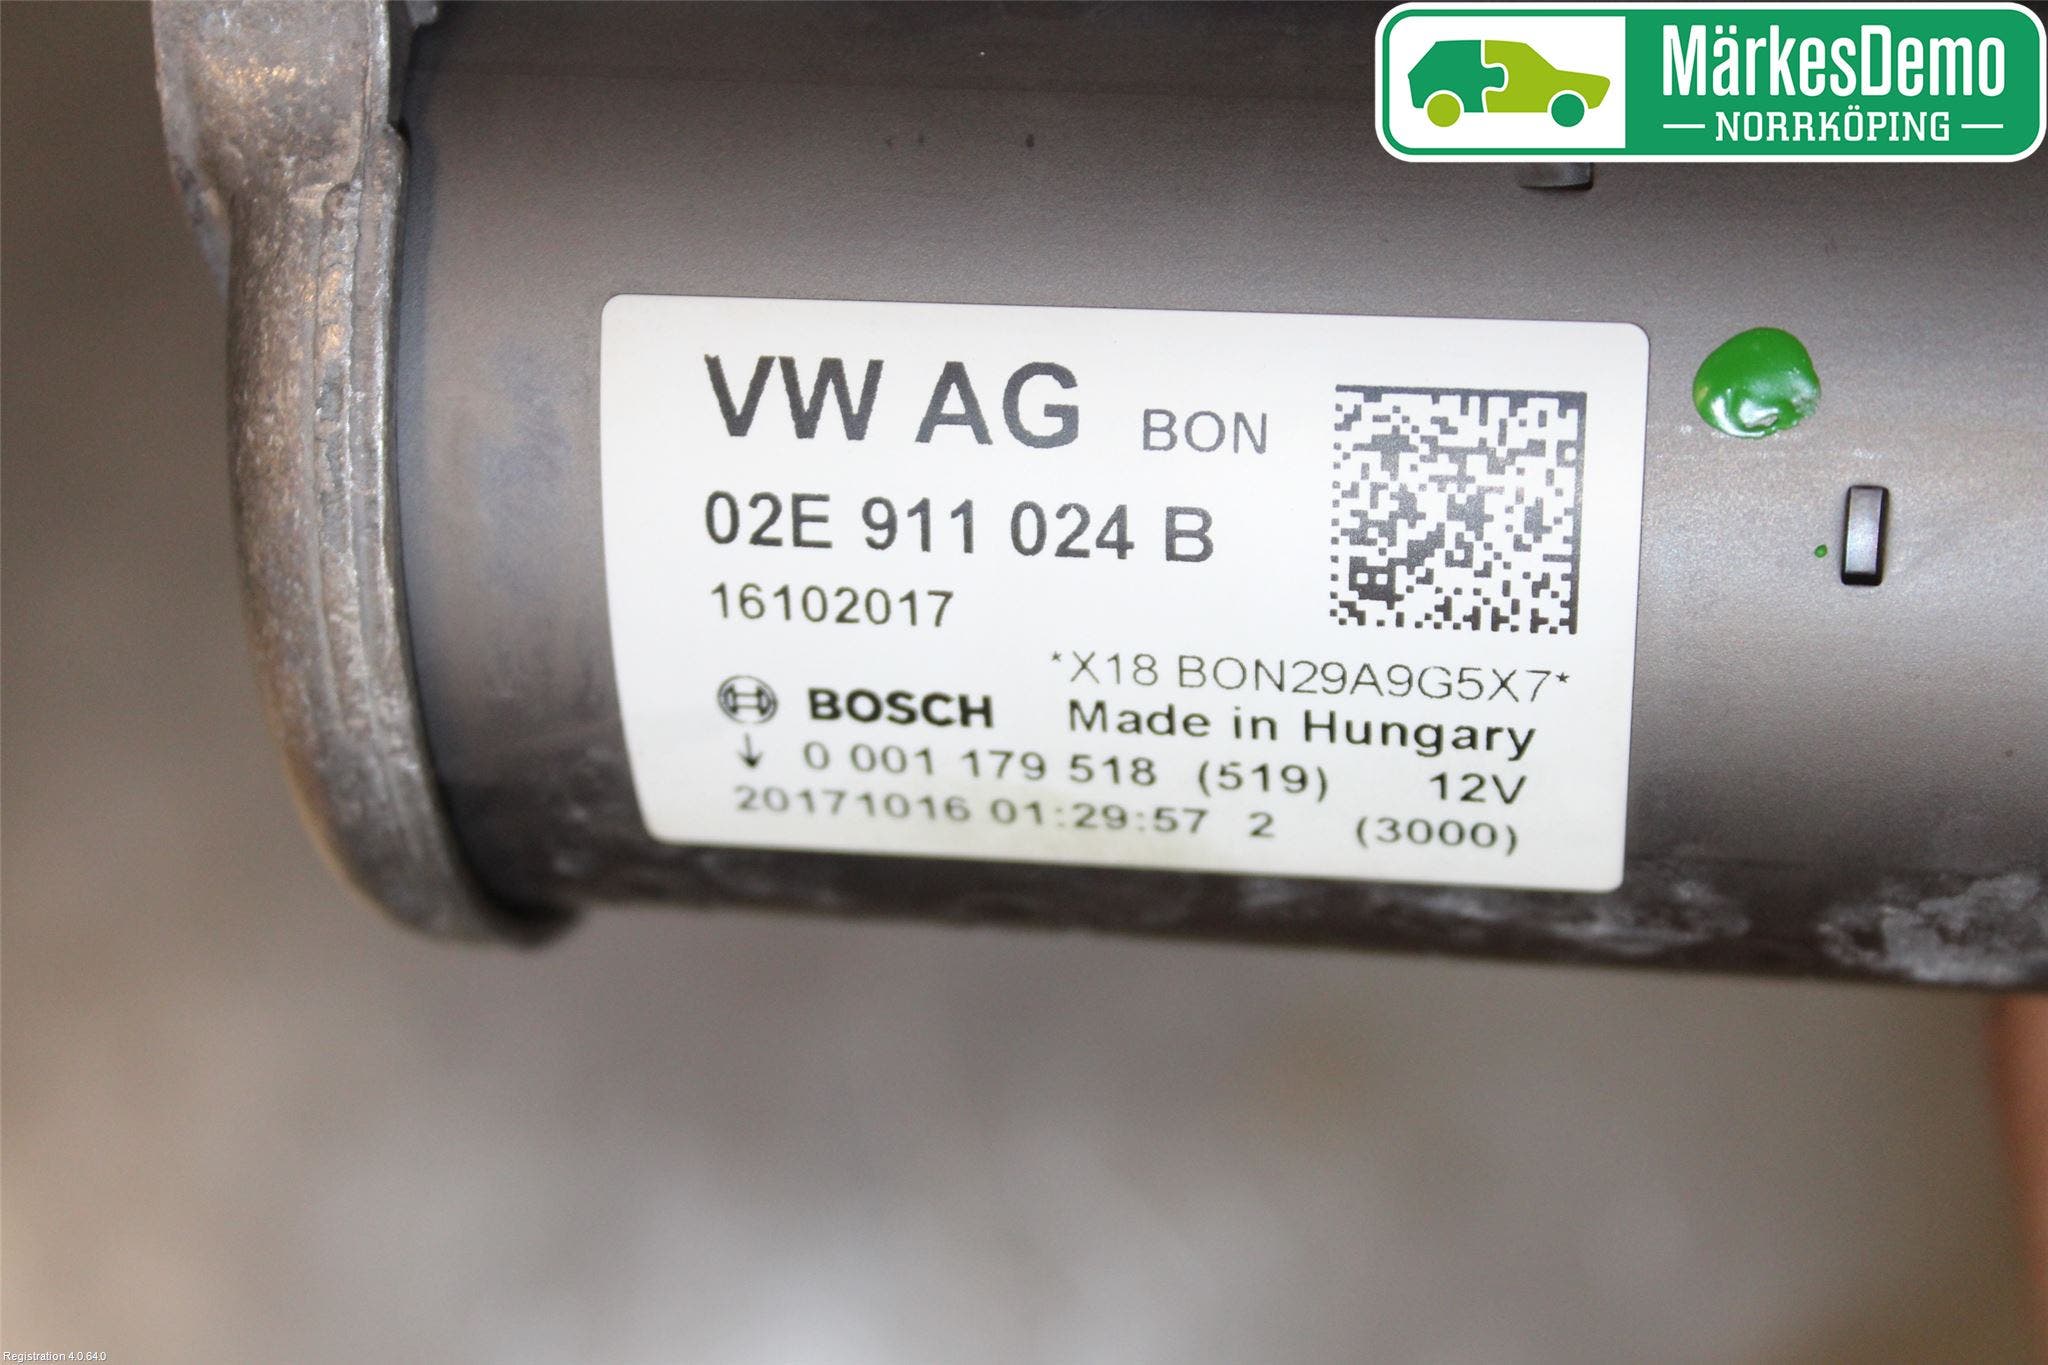 MärkesDemo
NORRKÖPING
VW AG BON
02E 911 024 B
16102017
*X18 BON29A9G5X7*
BOSCH Made in Hungary
0 001 179 518 (519) 12V
20171016 01:29:57 2 (3000)
Registration 4.0.64.0